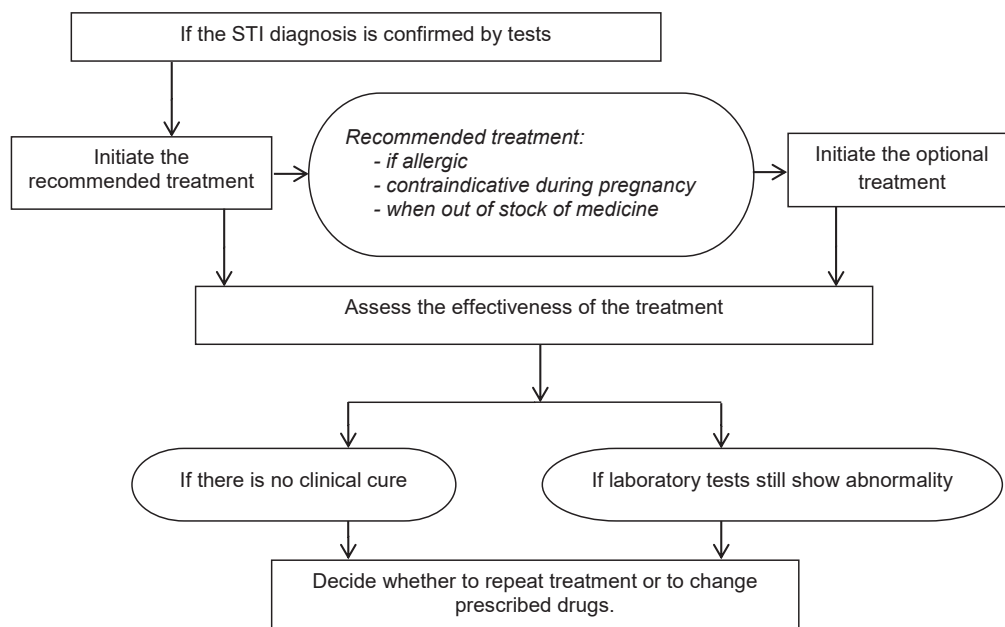 If the STI diagnosis is confirmed by tests
Initiate the
recommended treatment
Recommended treatment:
- if allergic
- contraindicative during pregnancy
- when out of stock of medicine
Initiate the optional
treatment
Assess the effectiveness of the treatment
If there is no clinical cure
If laboratory tests still show abnormality
Decide whether to repeat treatment or to change
prescribed drugs.